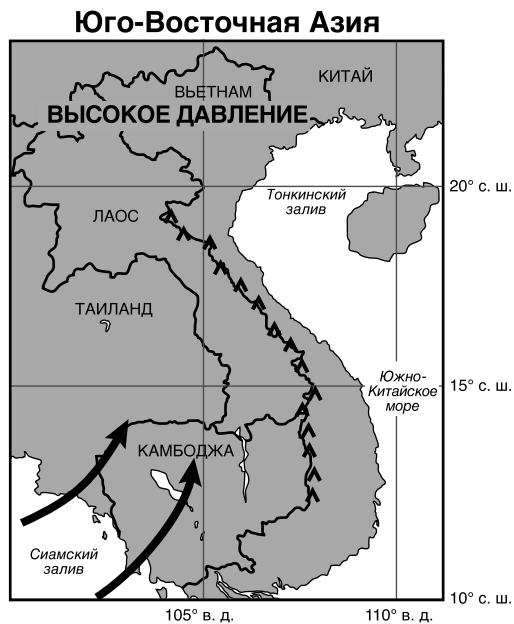 Юго-Восточная Азия
КИТАЙ
ВЬЕТНАМ
ВЫСОКОЕ ДАВЛЕНИЕ
20° с. ш.
Тонкинский
залив
ЛАОС
ТАИЛАНД
Южно-
Китайское
море
15° с. ш.
КАМБОДЖА
Сиамский
залив
10° с. ш.
105° в. д.
110° в. д.